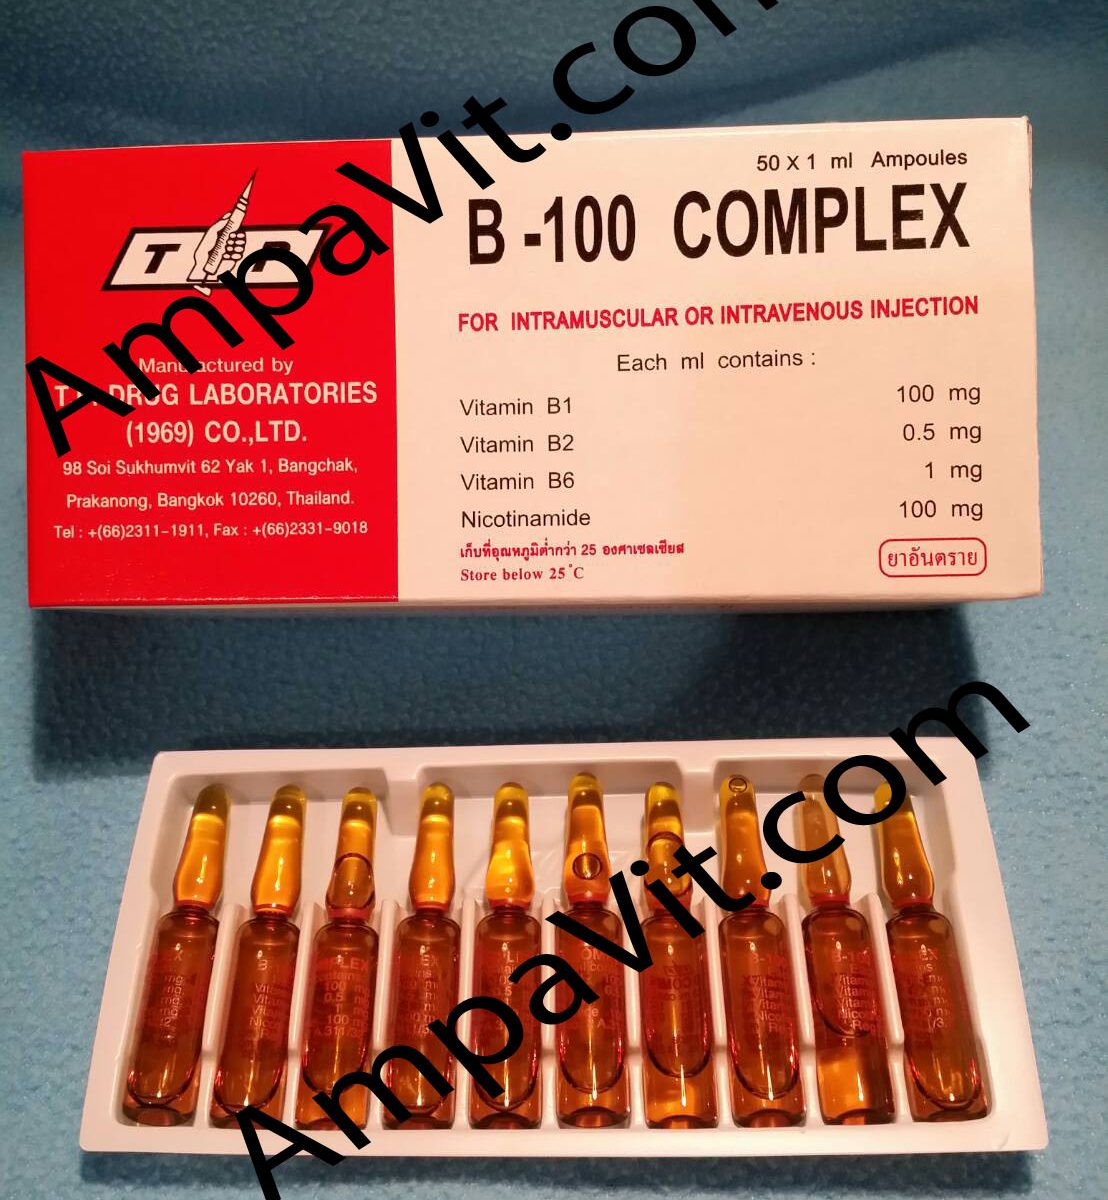 AmpaVit.com
T P
Manufactured by
T.P. DRUG LABORATORIES
(1969) CO.,LTD.
98 Soi Sukhumvit 62 Yak 1, Bangchak,
Prakanong, Bangkok 10260, Thailand.
Tel : +(66)2311-1911, Fax : +(66)2331-9018
50 X 1 ml Ampoules
B -100 COMPLEX
FOR INTRAMUSCULAR OR INTRAVENOUS INJECTION
Each ml contains :
Vitamin B1 100 mg
Vitamin B2 0.5 mg
Vitamin B6 1 mg
Nicotinamide 100 mg
เก็บที่อุณหภูมิต่ำกว่า 25 องศาเซลเซียส
Store below 25°C
ยาอันตราย
AmpaVit.com